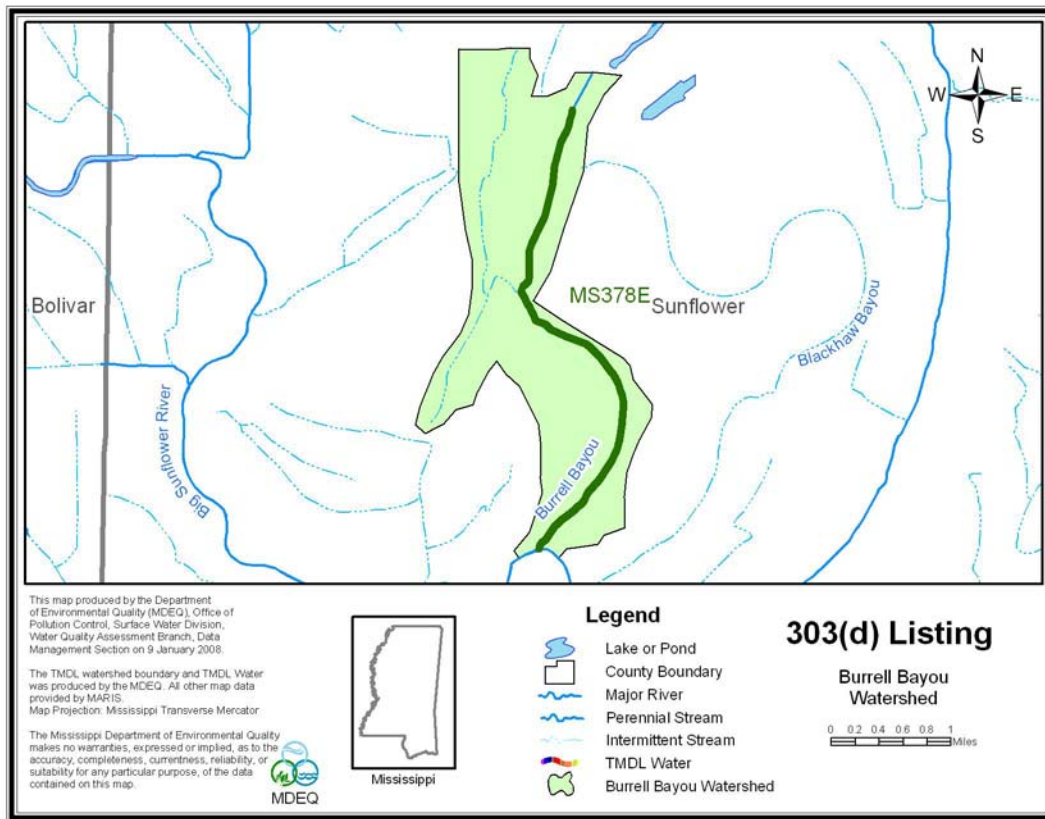 N
W E
S
Bolivar
MS378E
Sunflower
Blackhaw Bayou
Big Sunflower River
Burrell Bayou
This map produced by the Department
of Environmental Quality (MDEQ), Office of
Pollution Control, Surface Water Division,
Water Quality Assessment Branch, Data
Management Section on 9 January 2008.
The TMDL watershed boundary and TMDL Water
was produced by the MDEQ. All other map data
provided by MARIS.
Map Projection: Mississippi Transverse Mercator
The Mississippi Department of Environmental Quality
makes no warranties, expressed or implied, as to the
accuracy, completeness, currentness, reliability, or
suitability for any particular purpose, of the data
contained on this map.
MDEQ
Mississippi
Legend
Lake or Pond
County Boundary
Major River
Perennial Stream
Intermittent Stream
TMDL Water
Burrell Bayou Watershed
303(d) Listing
Burrell Bayou
Watershed
0 0.2 0.4 0.6 0.8 1
Miles